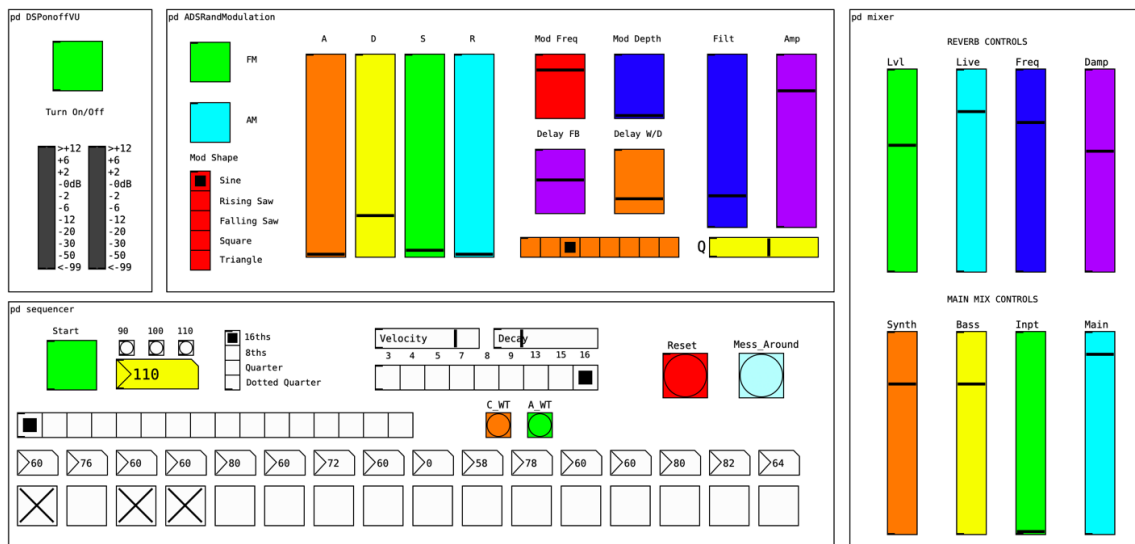 pd DSPonoffVU
Turn On/Off
>+12 >+12
+6 +6
+2 +2
-0dB -0dB
-2 -2
-6 -6
-12 -12
-20 -20
-30 -30
-50 -50
<-99 <-99
pd ADSRandModulation
FM
AM
Mod Shape
Sine
Rising Saw
Falling Saw
Square
Triangle
A D S R
Mod Freq Mod Depth Filt Amp
Delay FB Delay W/D
Q
pd mixer
REVERB CONTROLS
Lvl Live Freq Damp
MAIN MIX CONTROLS
Synth Bass Inpt Main
pd sequencer
Start
90 100 110
110
16ths
8ths
Quarter
Dotted Quarter
Velocity Decay
3 4 5 7 8 9 13 15 16
Reset Mess_Around
C_WT A_WT
60 76 60 60 80 60 72 60 0 58 78 60 60 80 82 64